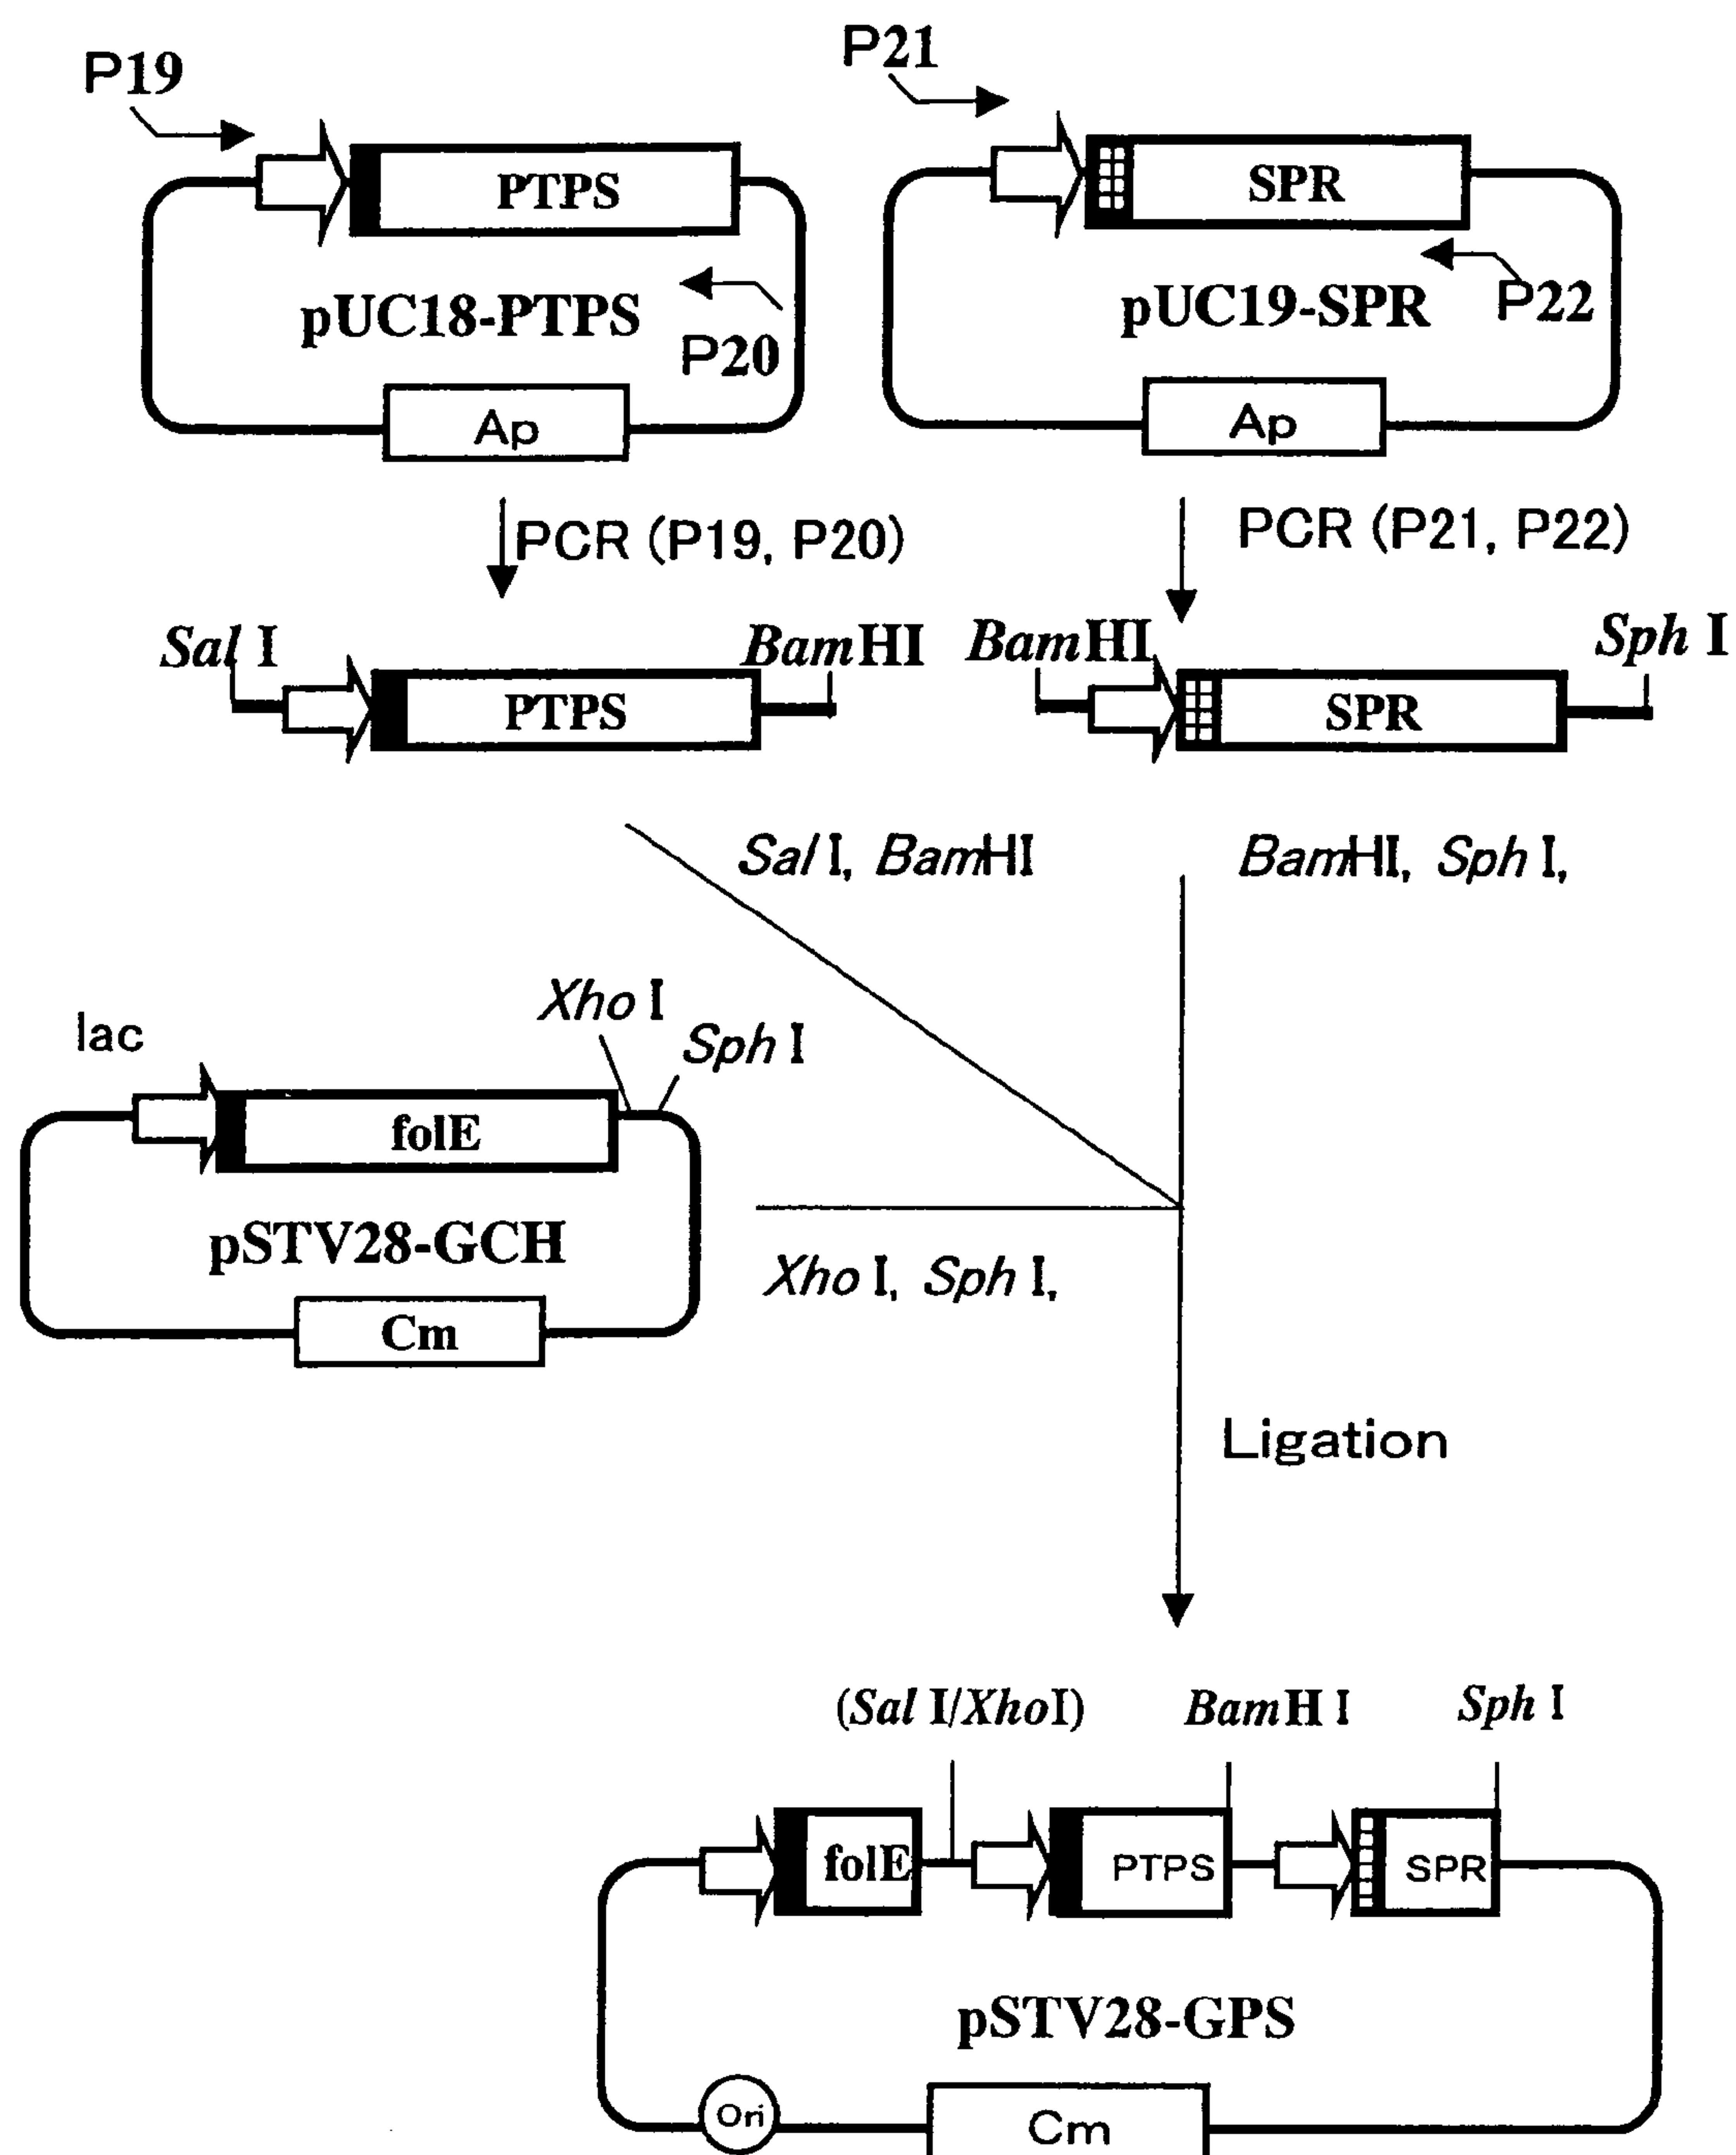 P19
P21
PTPS
SPR
pUC18-PTPS
pUC19-SPR
P20
P22
Ap
Ap
PCR (P19, P20)
PCR (P21, P22)
Sal I
BamHI
BamHI
Sph I
PTPS
SPR
Sal I, BamHI
BamHI, Sph I,
lac
Xho I
Sph I
folE
pSTV28-GCH
Cm
Xho I, Sph I,
Ligation
(Sal I/XhoI)
BamH I
Sph I
folE
PTPS
SPR
pSTV28-GPS
Ori
Cm